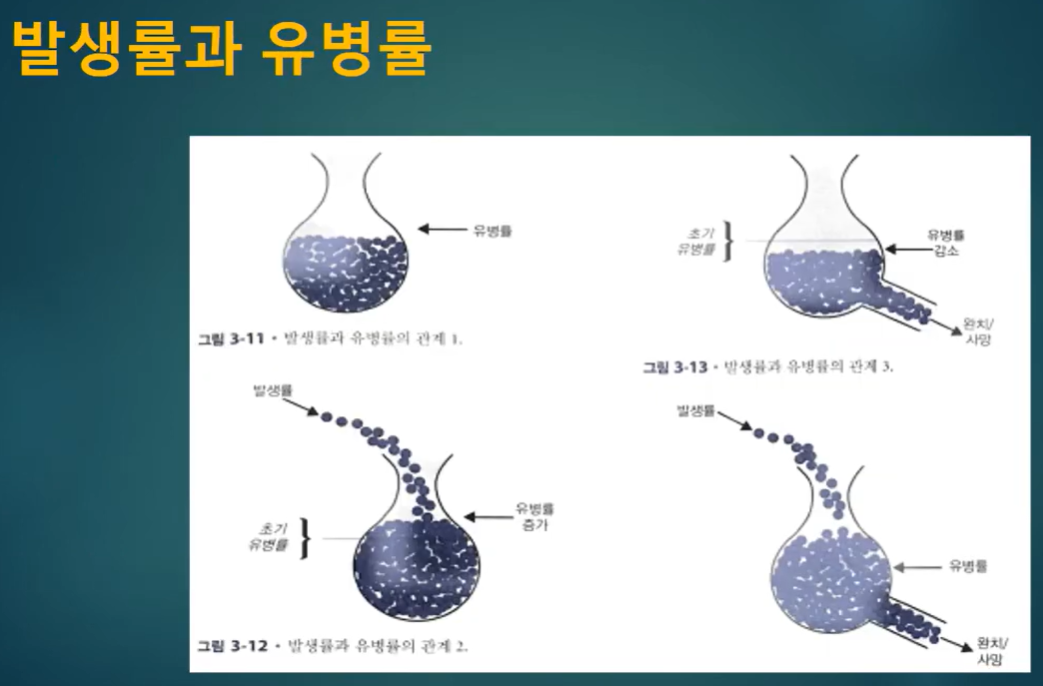 발생률과 유병률
유병률
그림 3-11 • 발생률과 유병률의 관계 1.
초기
유병률
유병률
감소
완치/
사망
그림 3-13 • 발생률과 유병률의 관계 3.
발생률
초기
유병률
유병률
증가
그림 3-12 • 발생률과 유병률의 관계 2.
발생률
유병률
완치/
사망